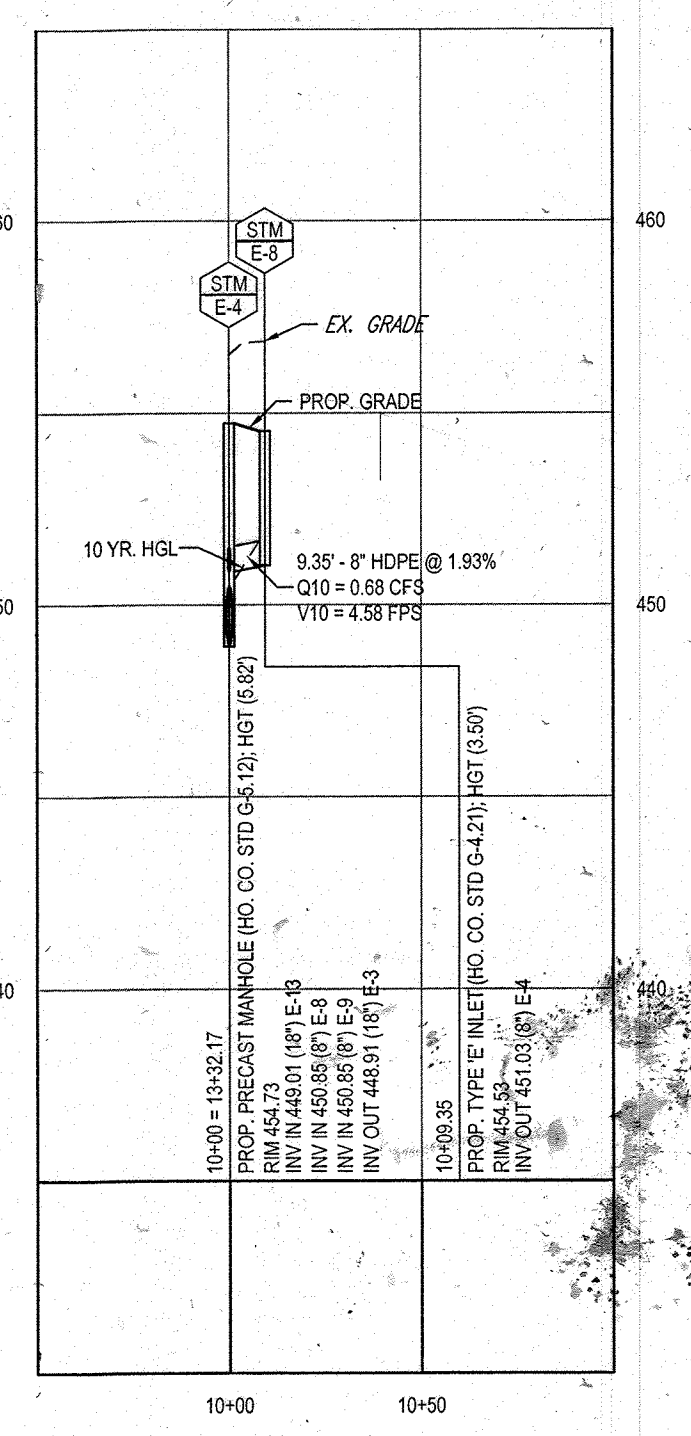 60
460
STM
E-8
STM
E-4
EX. GRADE
PROP. GRADE
10 YR. HGL
9.35' - 8" HDPE @ 1.93%
Q10 = 0.68 CFS
V10 = 4.58 FPS
50
450
10+00 = 13+32.17
PROP. PRECAST MANHOLE (HO. CO. STD G-5.12); HGT (5.82')
RIM 454.73
INV IN 449.01 (18") E-13
INV IN 450.85 (8") E-8
INV IN 450.85 (8") E-9
INV OUT 448.91 (18") E-3
10+09.35
PROP. TYPE 'E' INLET (HO. CO. STD G-4.21); HGT (3.50')
RIM 454.53
INV OUT 451.03 (8") E-4
40
440
10+00
10+50